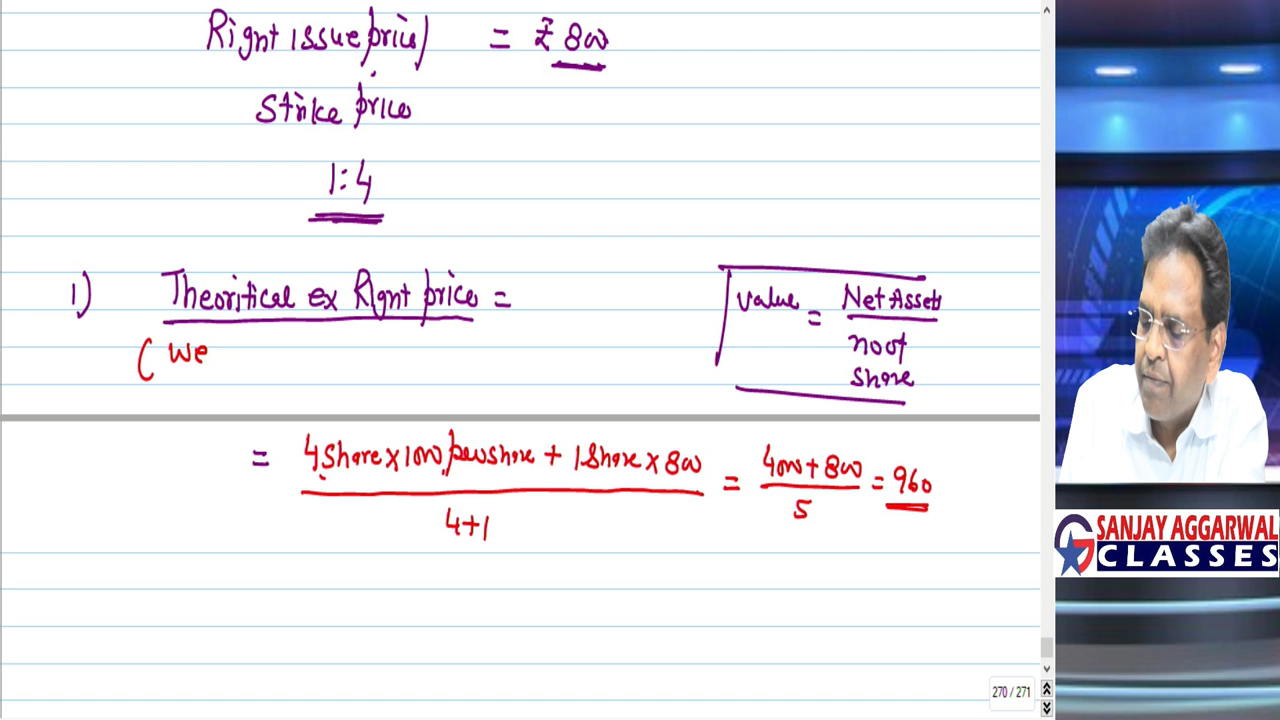 Right issue price) = ₹ 800
Strike price
1:4
1) Theoritical ex Right price =
(we
value = Net Assets
no of
share
= 4 share x 1000 per share + 1 share x 800 = 4000 + 800 = 960
4+1 5
SANJAY AGGARWAL
CLASSES
270 / 271